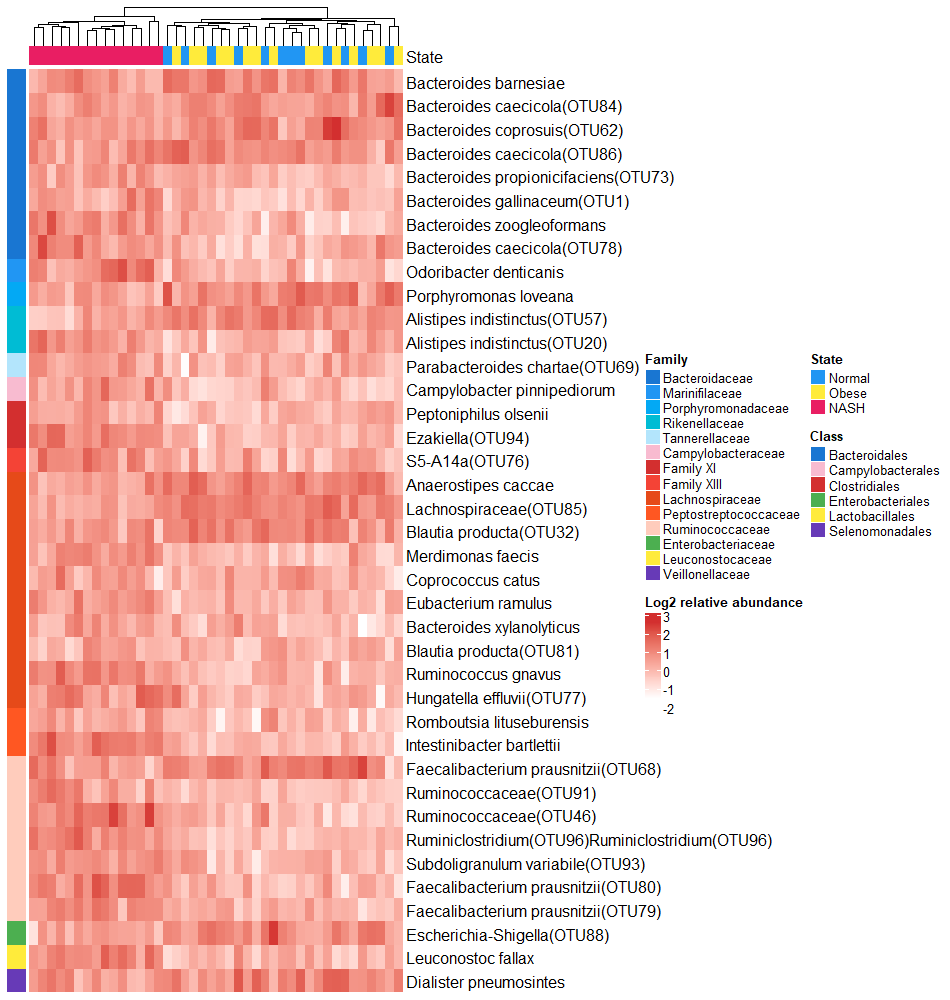 State
Bacteroides barnesiae
Bacteroides caecicola(OTU84)
Bacteroides coprosuis(OTU62)
Bacteroides caecicola(OTU86)
Bacteroides propionicifaciens(OTU73)
Bacteroides gallinaceum(OTU1)
Bacteroides zoogleoformans
Bacteroides caecicola(OTU78)
Odoribacter denticanis
Porphyromonas loveana
Alistipes indistinctus(OTU57)
Alistipes indistinctus(OTU20)
Parabacteroides chartae(OTU69)
Campylobacter pinnipediorum
Peptoniphilus olsenii
Ezakiella(OTU94)
S5-A14a(OTU76)
Anaerostipes caccae
Lachnospiraceae(OTU85)
Blautia producta(OTU32)
Merdimonas faecis
Coprococcus catus
Eubacterium ramulus
Bacteroides xylanolyticus
Blautia producta(OTU81)
Ruminococcus gnavus
Hungatella effluvii(OTU77)
Romboutsia lituseburensis
Intestinibacter bartlettii
Faecalibacterium prausnitzii(OTU68)
Ruminococcaceae(OTU91)
Ruminococcaceae(OTU46)
Ruminiclostridium(OTU96)Ruminiclostridium(OTU96)
Subdoligranulum variabile(OTU93)
Faecalibacterium prausnitzii(OTU80)
Faecalibacterium prausnitzii(OTU79)
Escherichia-Shigella(OTU88)
Leuconostoc fallax
Dialister pneumosintes
Family
Bacteroidaceae
Marinifilaceae
Porphyromonadaceae
Rikenellaceae
Tannerellaceae
Campylobacteraceae
Family XI
Family XIII
Lachnospiraceae
Peptostreptococcaceae
Ruminococcaceae
Enterobacteriaceae
Leuconostocaceae
Veillonellaceae
State
Normal
Obese
NASH
Class
Bacteroidales
Campylobacterales
Clostridiales
Enterobacteriales
Lactobacillales
Selenomonadales
Log2 relative abundance
3
2
1
0
-1
-2